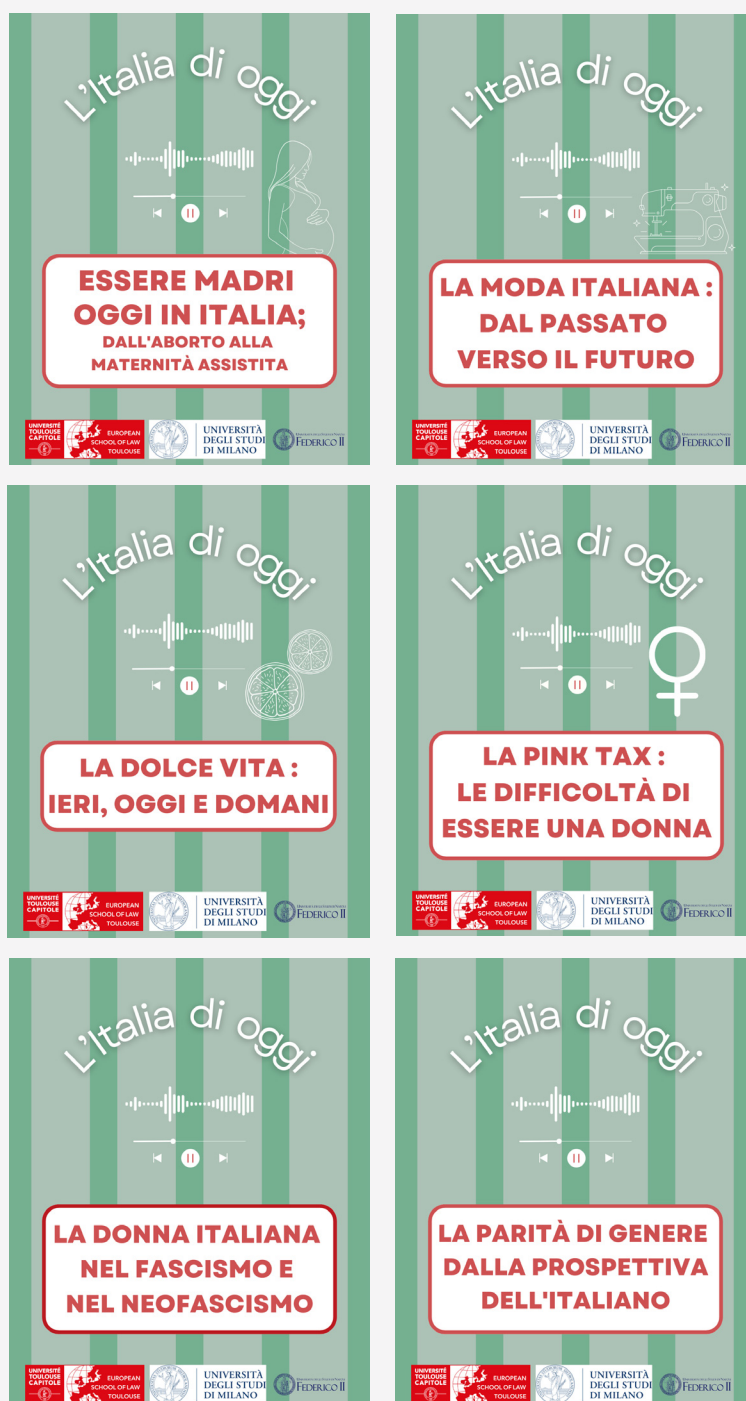 L'Italia di oggi
ESSERE MADRI
OGGI IN ITALIA;
DALL'ABORTO ALLA
MATERNITÀ ASSISTITA
UNIVERSITÉ
TOULOUSE
CAPITOLE
EUROPEAN
SCHOOL OF LAW
TOULOUSE
UNIVERSITÀ
DEGLI STUDI
DI MILANO
FEDERICO II
L'Italia di oggi
LA MODA ITALIANA :
DAL PASSATO
VERSO IL FUTURO
UNIVERSITÉ
TOULOUSE
CAPITOLE
EUROPEAN
SCHOOL OF LAW
TOULOUSE
UNIVERSITÀ
DEGLI STUDI
DI MILANO
FEDERICO II
L'Italia di oggi
LA DOLCE VITA :
IERI, OGGI E DOMANI
UNIVERSITÉ
TOULOUSE
CAPITOLE
EUROPEAN
SCHOOL OF LAW
TOULOUSE
UNIVERSITÀ
DEGLI STUDI
DI MILANO
FEDERICO II
L'Italia di oggi
LA PINK TAX :
LE DIFFICOLTÀ DI
ESSERE UNA DONNA
UNIVERSITÉ
TOULOUSE
CAPITOLE
EUROPEAN
SCHOOL OF LAW
TOULOUSE
UNIVERSITÀ
DEGLI STUDI
DI MILANO
FEDERICO II
L'Italia di oggi
LA DONNA ITALIANA
NEL FASCISMO E
NEL NEOFASCISMO
UNIVERSITÉ
TOULOUSE
CAPITOLE
EUROPEAN
SCHOOL OF LAW
TOULOUSE
UNIVERSITÀ
DEGLI STUDI
DI MILANO
FEDERICO II
L'Italia di oggi
LA PARITÀ DI GENERE
DALLA PROSPETTIVA
DELL'ITALIANO
UNIVERSITÉ
TOULOUSE
CAPITOLE
EUROPEAN
SCHOOL OF LAW
TOULOUSE
UNIVERSITÀ
DEGLI STUDI
DI MILANO
FEDERICO II